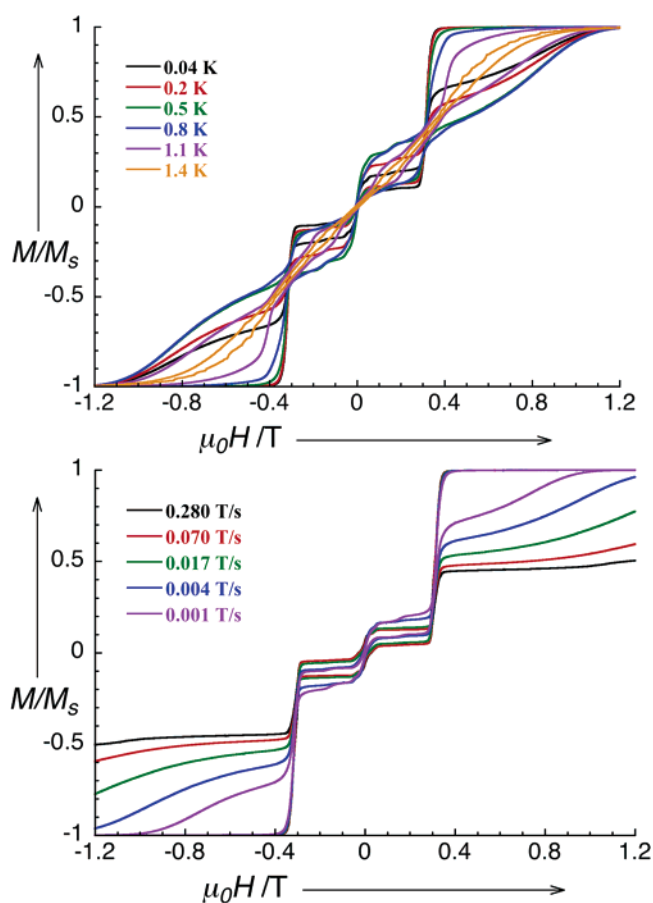 1
0.04 K
0.2 K
0.5 K
0.8 K
1.1 K
1.4 K
0.5
0
M/Ms
-0.5
-1
-1.2 -0.8 -0.4 0 0.4 0.8 1.2
μ0H /T
1
0.280 T/s
0.070 T/s
0.017 T/s
0.004 T/s
0.001 T/s
0.5
0
M/Ms
-0.5
-1
-1.2 -0.8 -0.4 0 0.4 0.8 1.2
μ0H /T